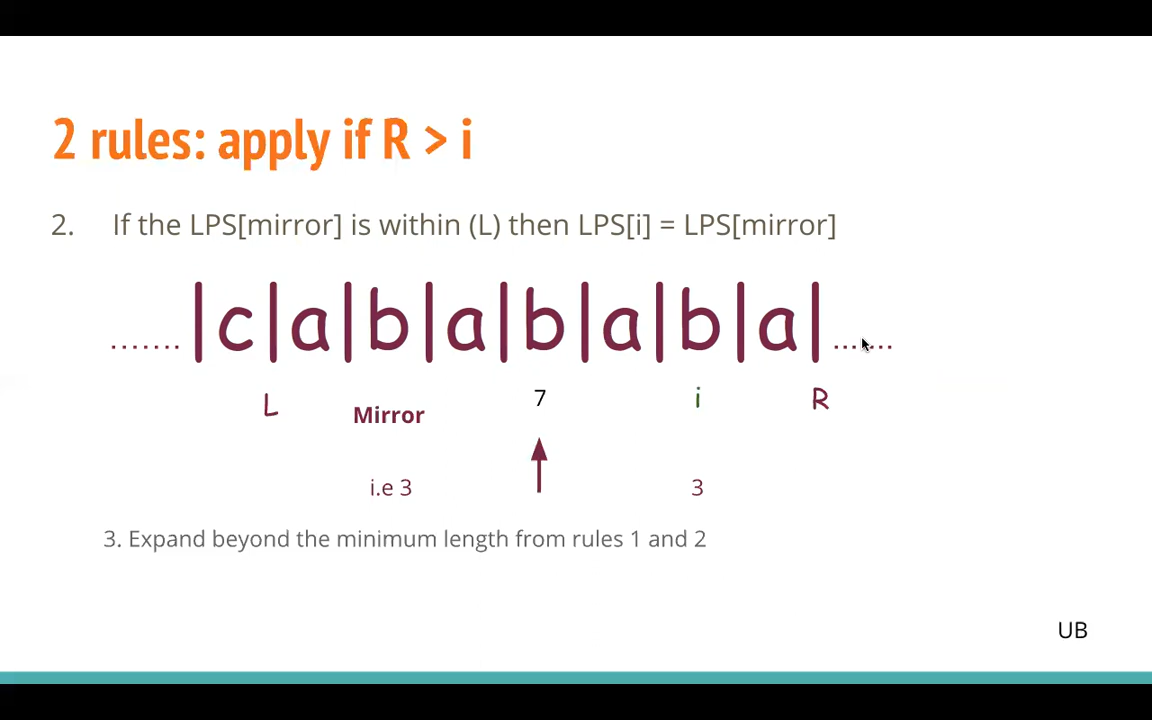 2 rules: apply if R > i
2. If the LPS[mirror] is within (L) then LPS[i] = LPS[mirror]
.......|c|a|b|a|b|a|b|a|.......
L Mirror 7 i R
i.e 3 3
3. Expand beyond the minimum length from rules 1 and 2
UB